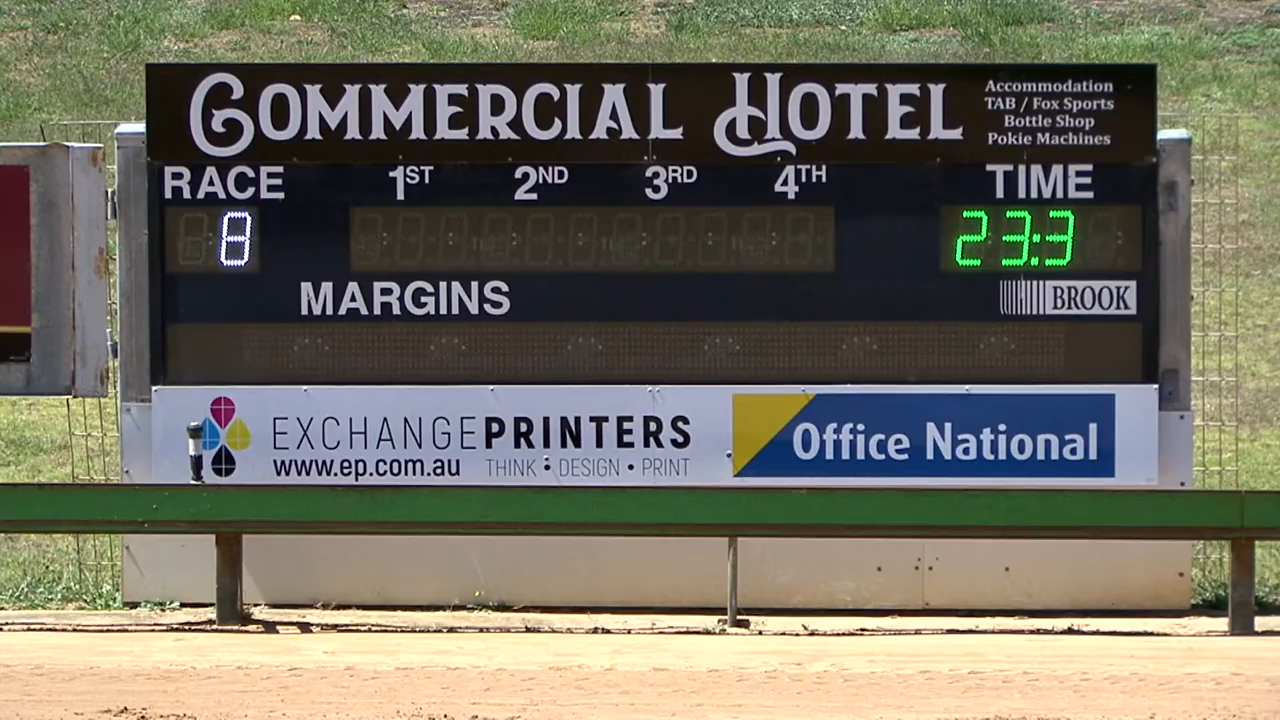 COMMERCIAL HOTEL
Accommodation
TAB / Fox Sports
Bottle Shop
Pokie Machines
RACE 1ST 2ND 3RD 4TH TIME
8 23:3
MARGINS
BROOK
EXCHANGEPRINTERS
www.ep.com.au THINK • DESIGN • PRINT
Office National